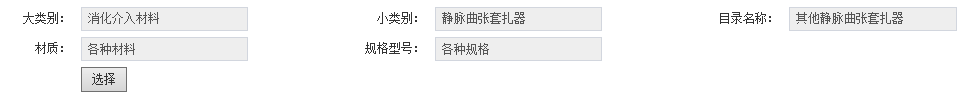 大类别： 消化介入材料 小类别： 静脉曲张套扎器 目录名称： 其他静脉曲张套扎器
材质： 各种材料 规格型号： 各种规格
选择